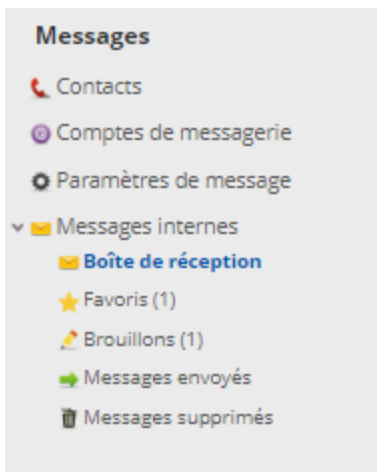 Messages
Contacts
Comptes de messagerie
Paramètres de message
Messages internes
Boîte de réception
Favoris (1)
Brouillons (1)
Messages envoyés
Messages supprimés